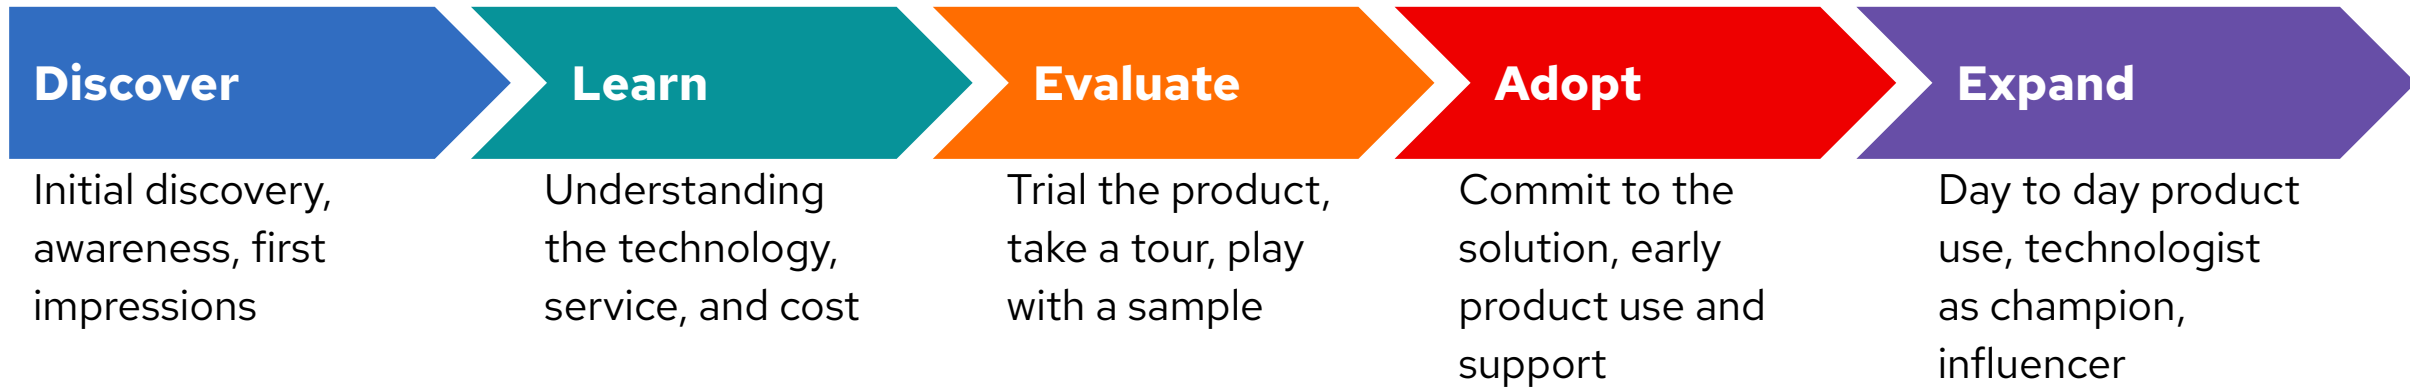 Discover
Initial discovery,
awareness, first
impressions
Learn
Understanding
the technology,
service, and cost
Evaluate
Trial the product,
take a tour, play
with a sample
Adopt
Commit to the
solution, early
product use and
support
Expand
Day to day product
use, technologist
as champion,
influencer